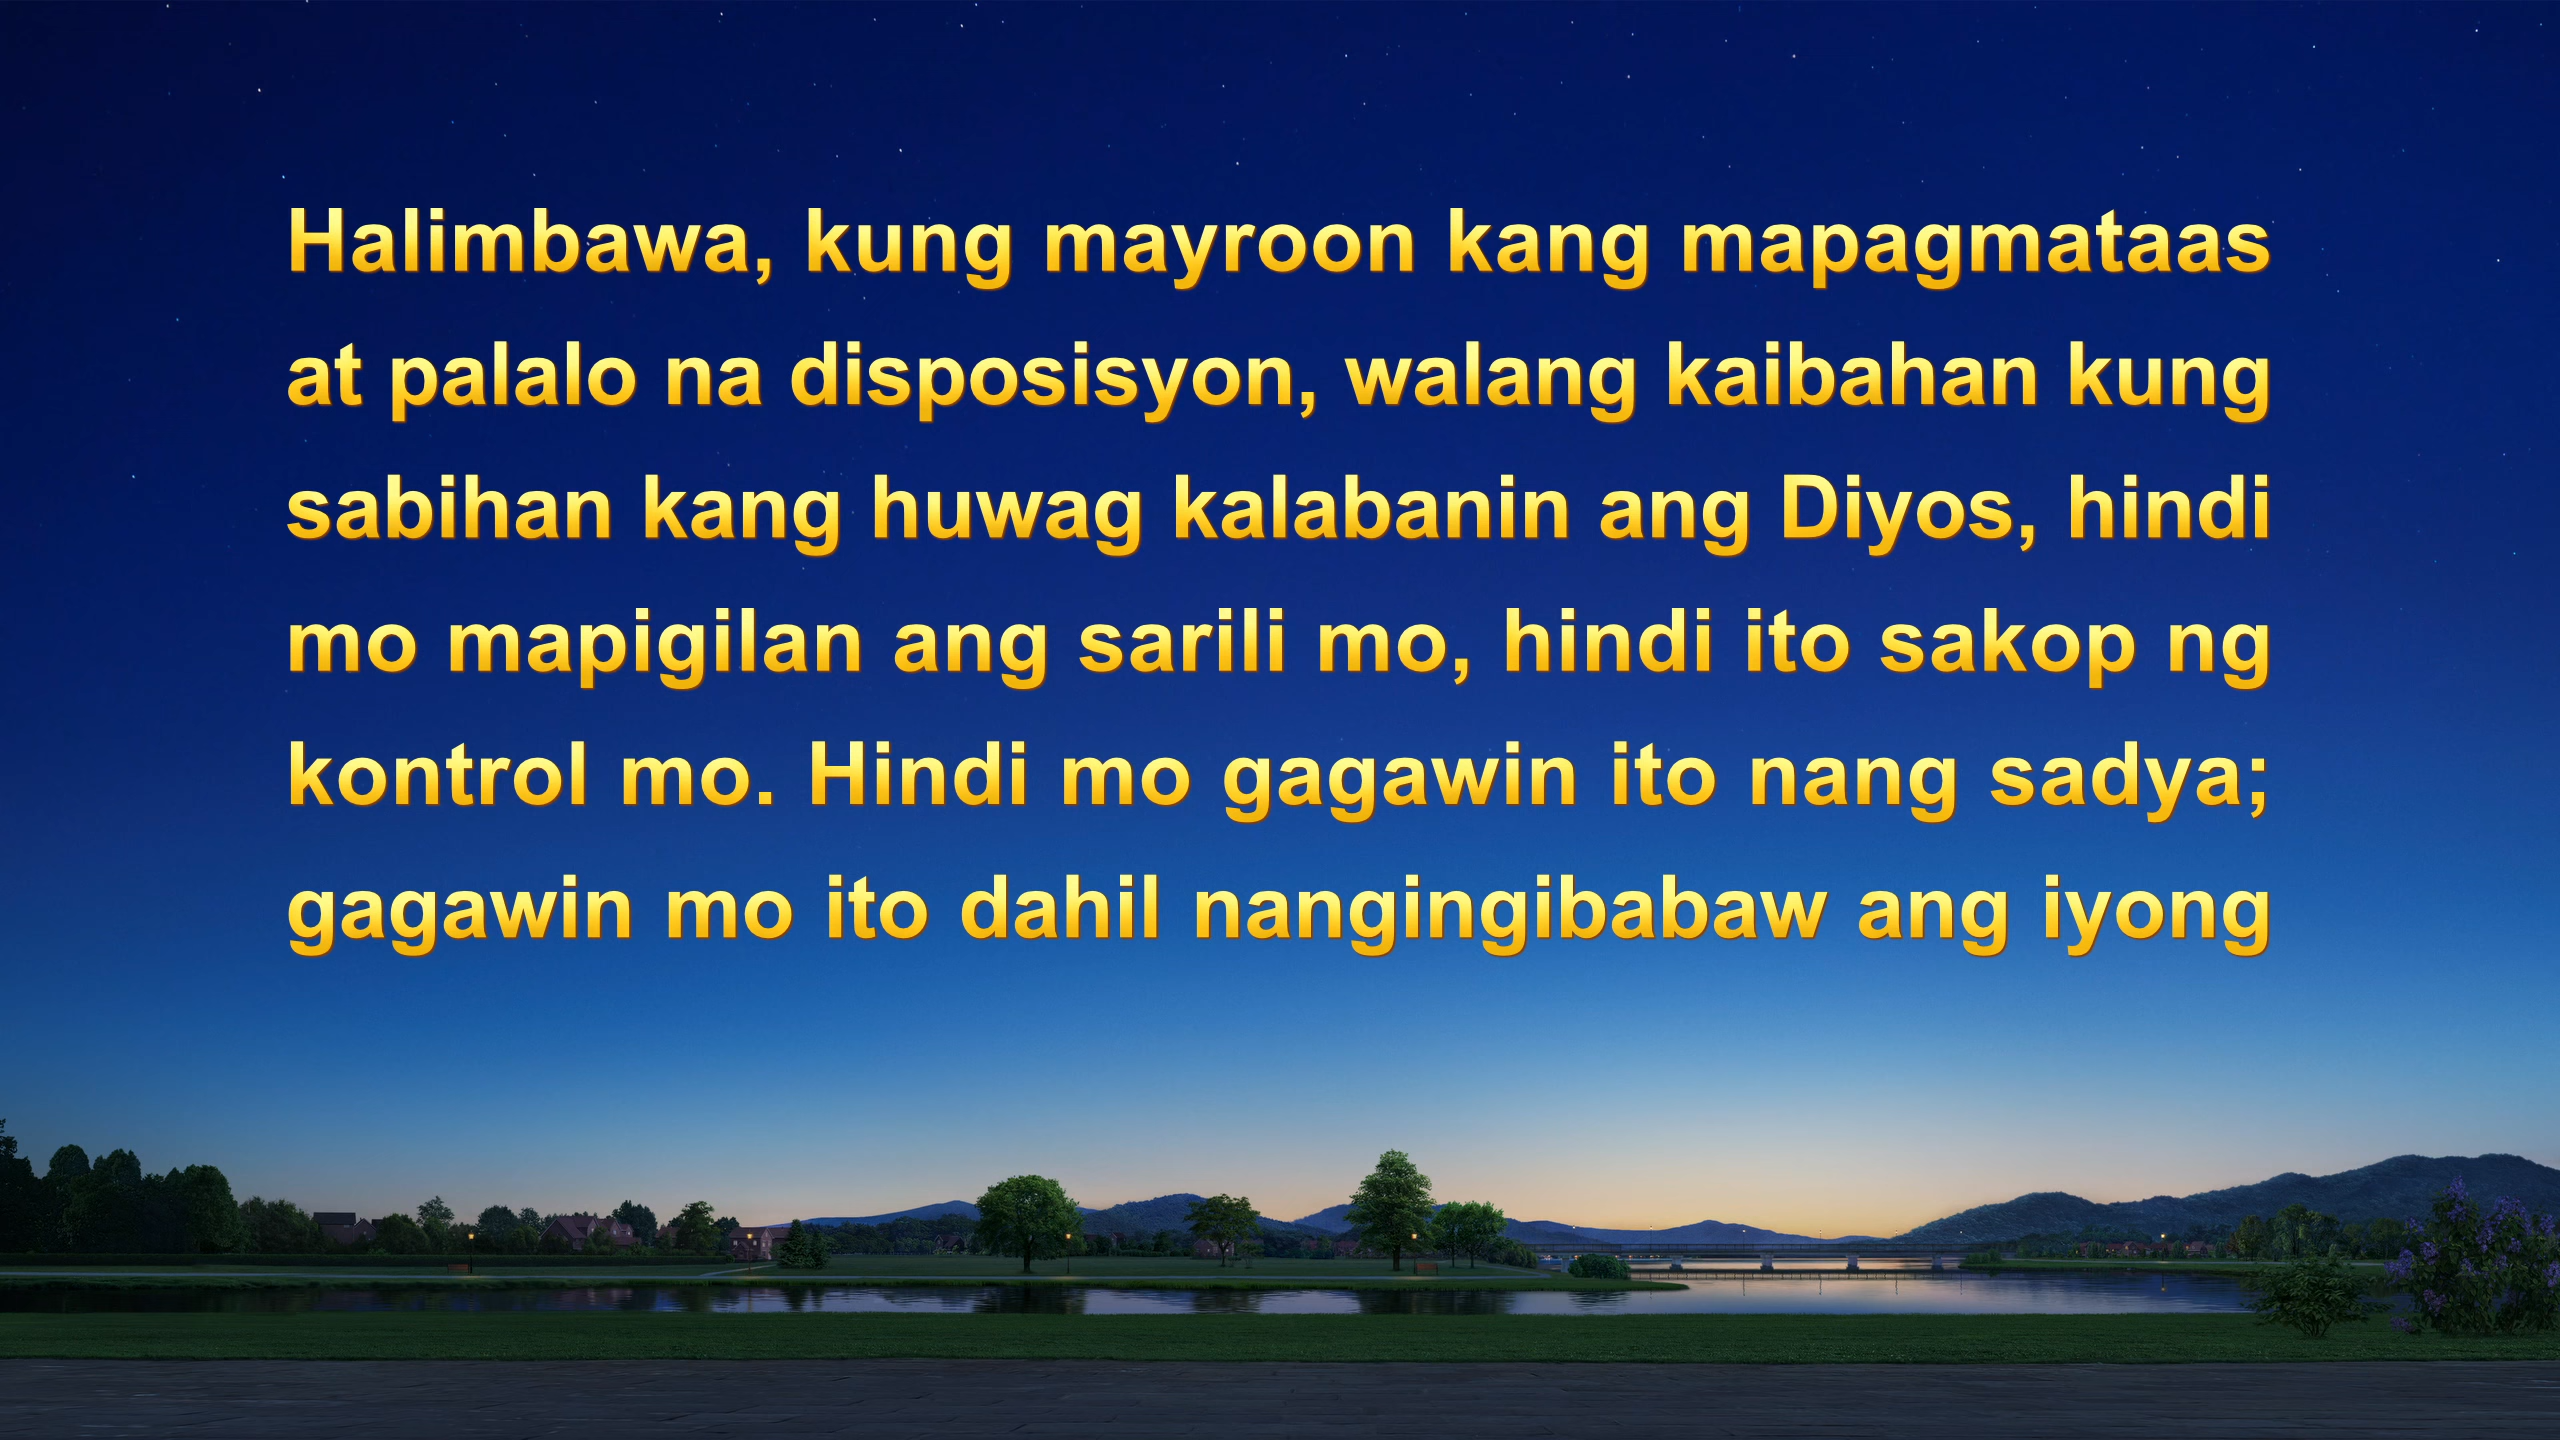 Halimbawa, kung mayroon kang mapagmataas
at palalo na disposisyon, walang kaibahan kung
sabihan kang huwag kalabanin ang Diyos, hindi
mo mapigilan ang sarili mo, hindi ito sakop ng
kontrol mo. Hindi mo gagawin ito nang sadya;
gagawin mo ito dahil nangingibabaw ang iyong